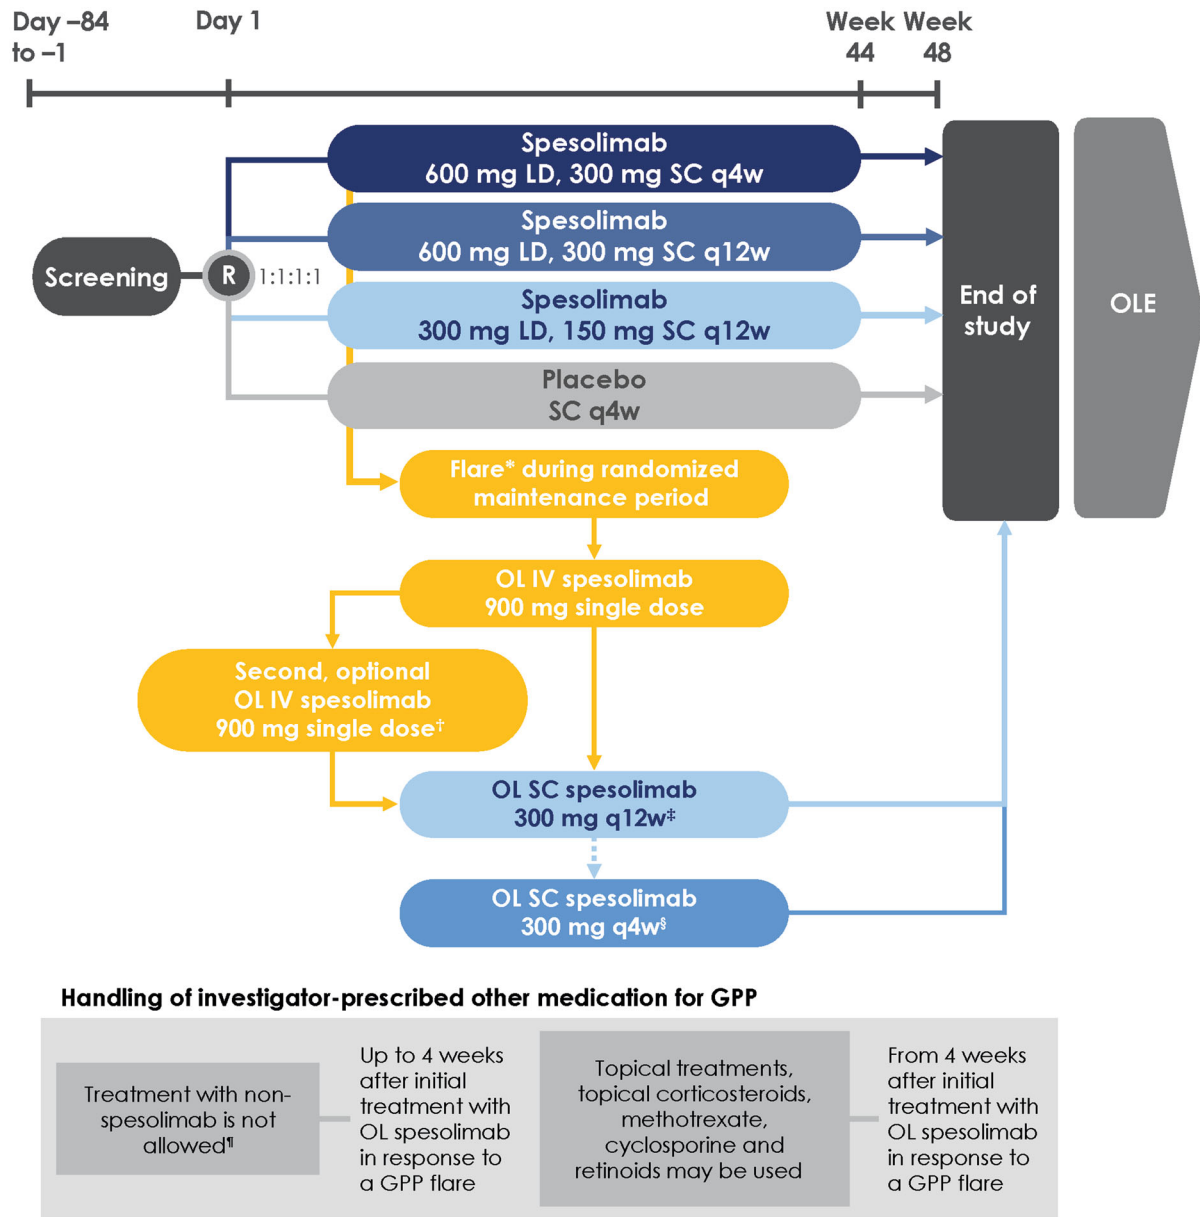 Day –84
to –1
Day 1
Week
44
Week
48
Spesolimab
600 mg LD, 300 mg SC q4w
Spesolimab
600 mg LD, 300 mg SC q12w
Screening
R
1:1:1:1
Spesolimab
300 mg LD, 150 mg SC q12w
Placebo
SC q4w
End of
study
OLE
Flare* during randomized
maintenance period
OL IV spesolimab
900 mg single dose
Second, optional
OL IV spesolimab
900 mg single dose†
OL SC spesolimab
300 mg q12w‡
OL SC spesolimab
300 mg q4w§
Handling of investigator-prescribed other medication for GPP
Treatment with non-
spesolimab is not
allowed¶
Up to 4 weeks
after initial
treatment with
OL spesolimab
in response to
a GPP flare
Topical treatments,
topical corticosteroids,
methotrexate,
cyclosporine and
retinoids may be used
From 4 weeks
after initial
treatment with
OL spesolimab
in response to
a GPP flare